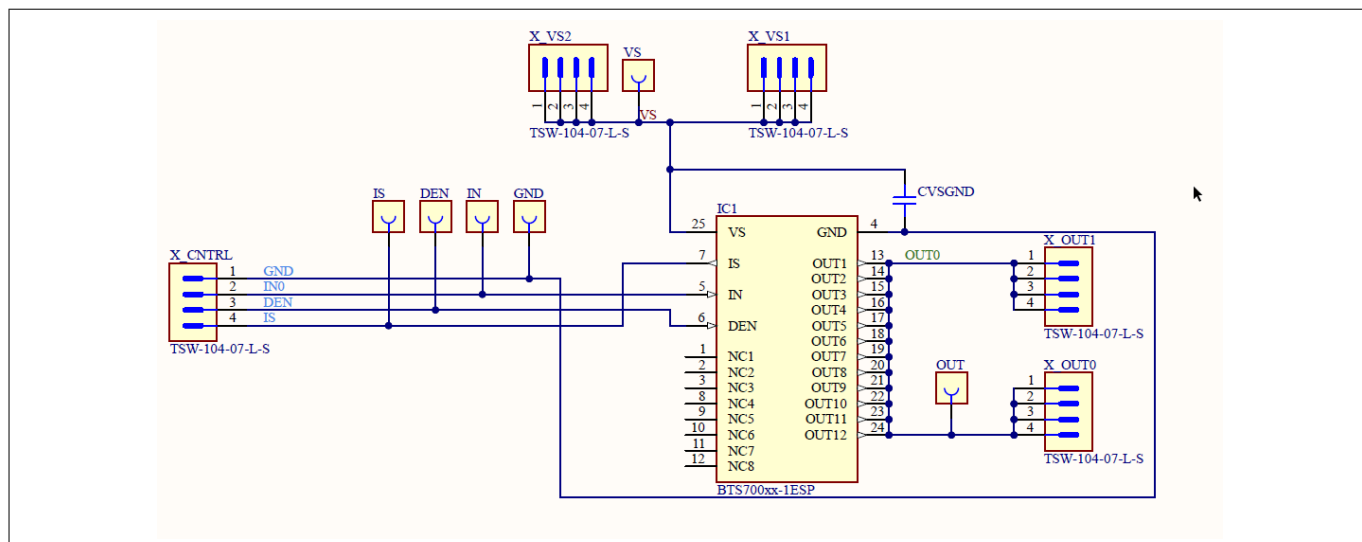 X_VS2
VS
X_VS1
1 2 3 4
VS
1 2 3 4
TSW-104-07-L-S
TSW-104-07-L-S
IS
DEN
IN
GND
CVSGND
IC1
25 VS
GND 4
X_CNTRL
X_OUT1
7 IS
OUT1 13
OUT0
1
1 GND
OUT2 14
2
2 IN0
5 IN
OUT3 15
3
3 DEN
OUT4 16
4
4 IS
6 DEN
OUT5 17
TSW-104-07-L-S
OUT6 18
TSW-104-07-L-S
1 NC1
OUT7 19
OUT
X_OUT0
2 NC2
OUT8 20
3 NC3
OUT9 21
1
8 NC4
OUT10 22
2
9 NC5
OUT11 23
3
10 NC6
OUT12 24
4
11 NC7
TSW-104-07-L-S
12 NC8
BTS700xx-1ESP